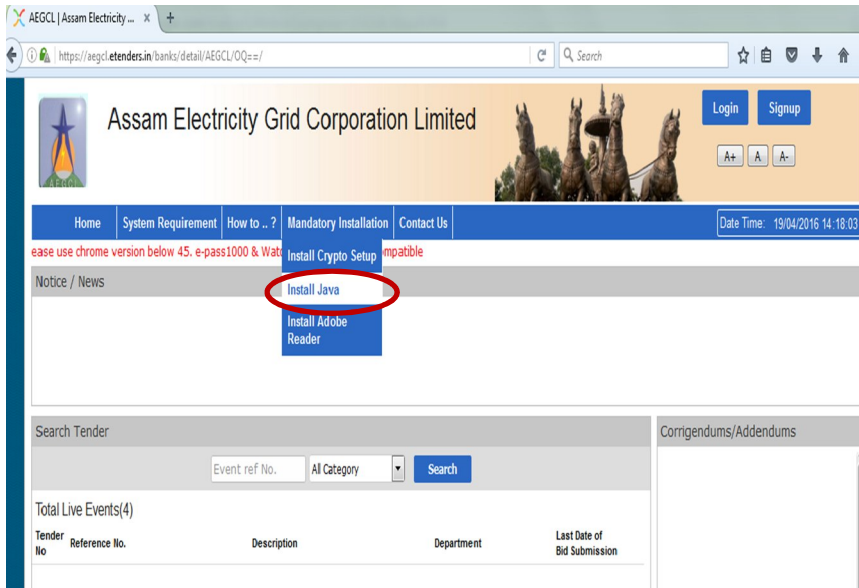 AEGCL | Assam Electricity ... x +
https://aegcl.etenders.in/banks/detail/AEGCL/OQ==/
Search
Assam Electricity Grid Corporation Limited
Login Signup
A+ A A-
AEGCL
Home System Requirement How to .. ? Mandatory Installation Contact Us
Date Time: 19/04/2016 14:18:03
ease use chrome version below 45. e-pass1000 & Wat
mpatible
Install Crypto Setup
Install Java
Install Adobe
Reader
Notice / News
Search Tender
Event ref No. All Category Search
Total Live Events(4)
Tender
No
Reference No.
Description
Department
Last Date of
Bid Submission
Corrigendums/Addendums